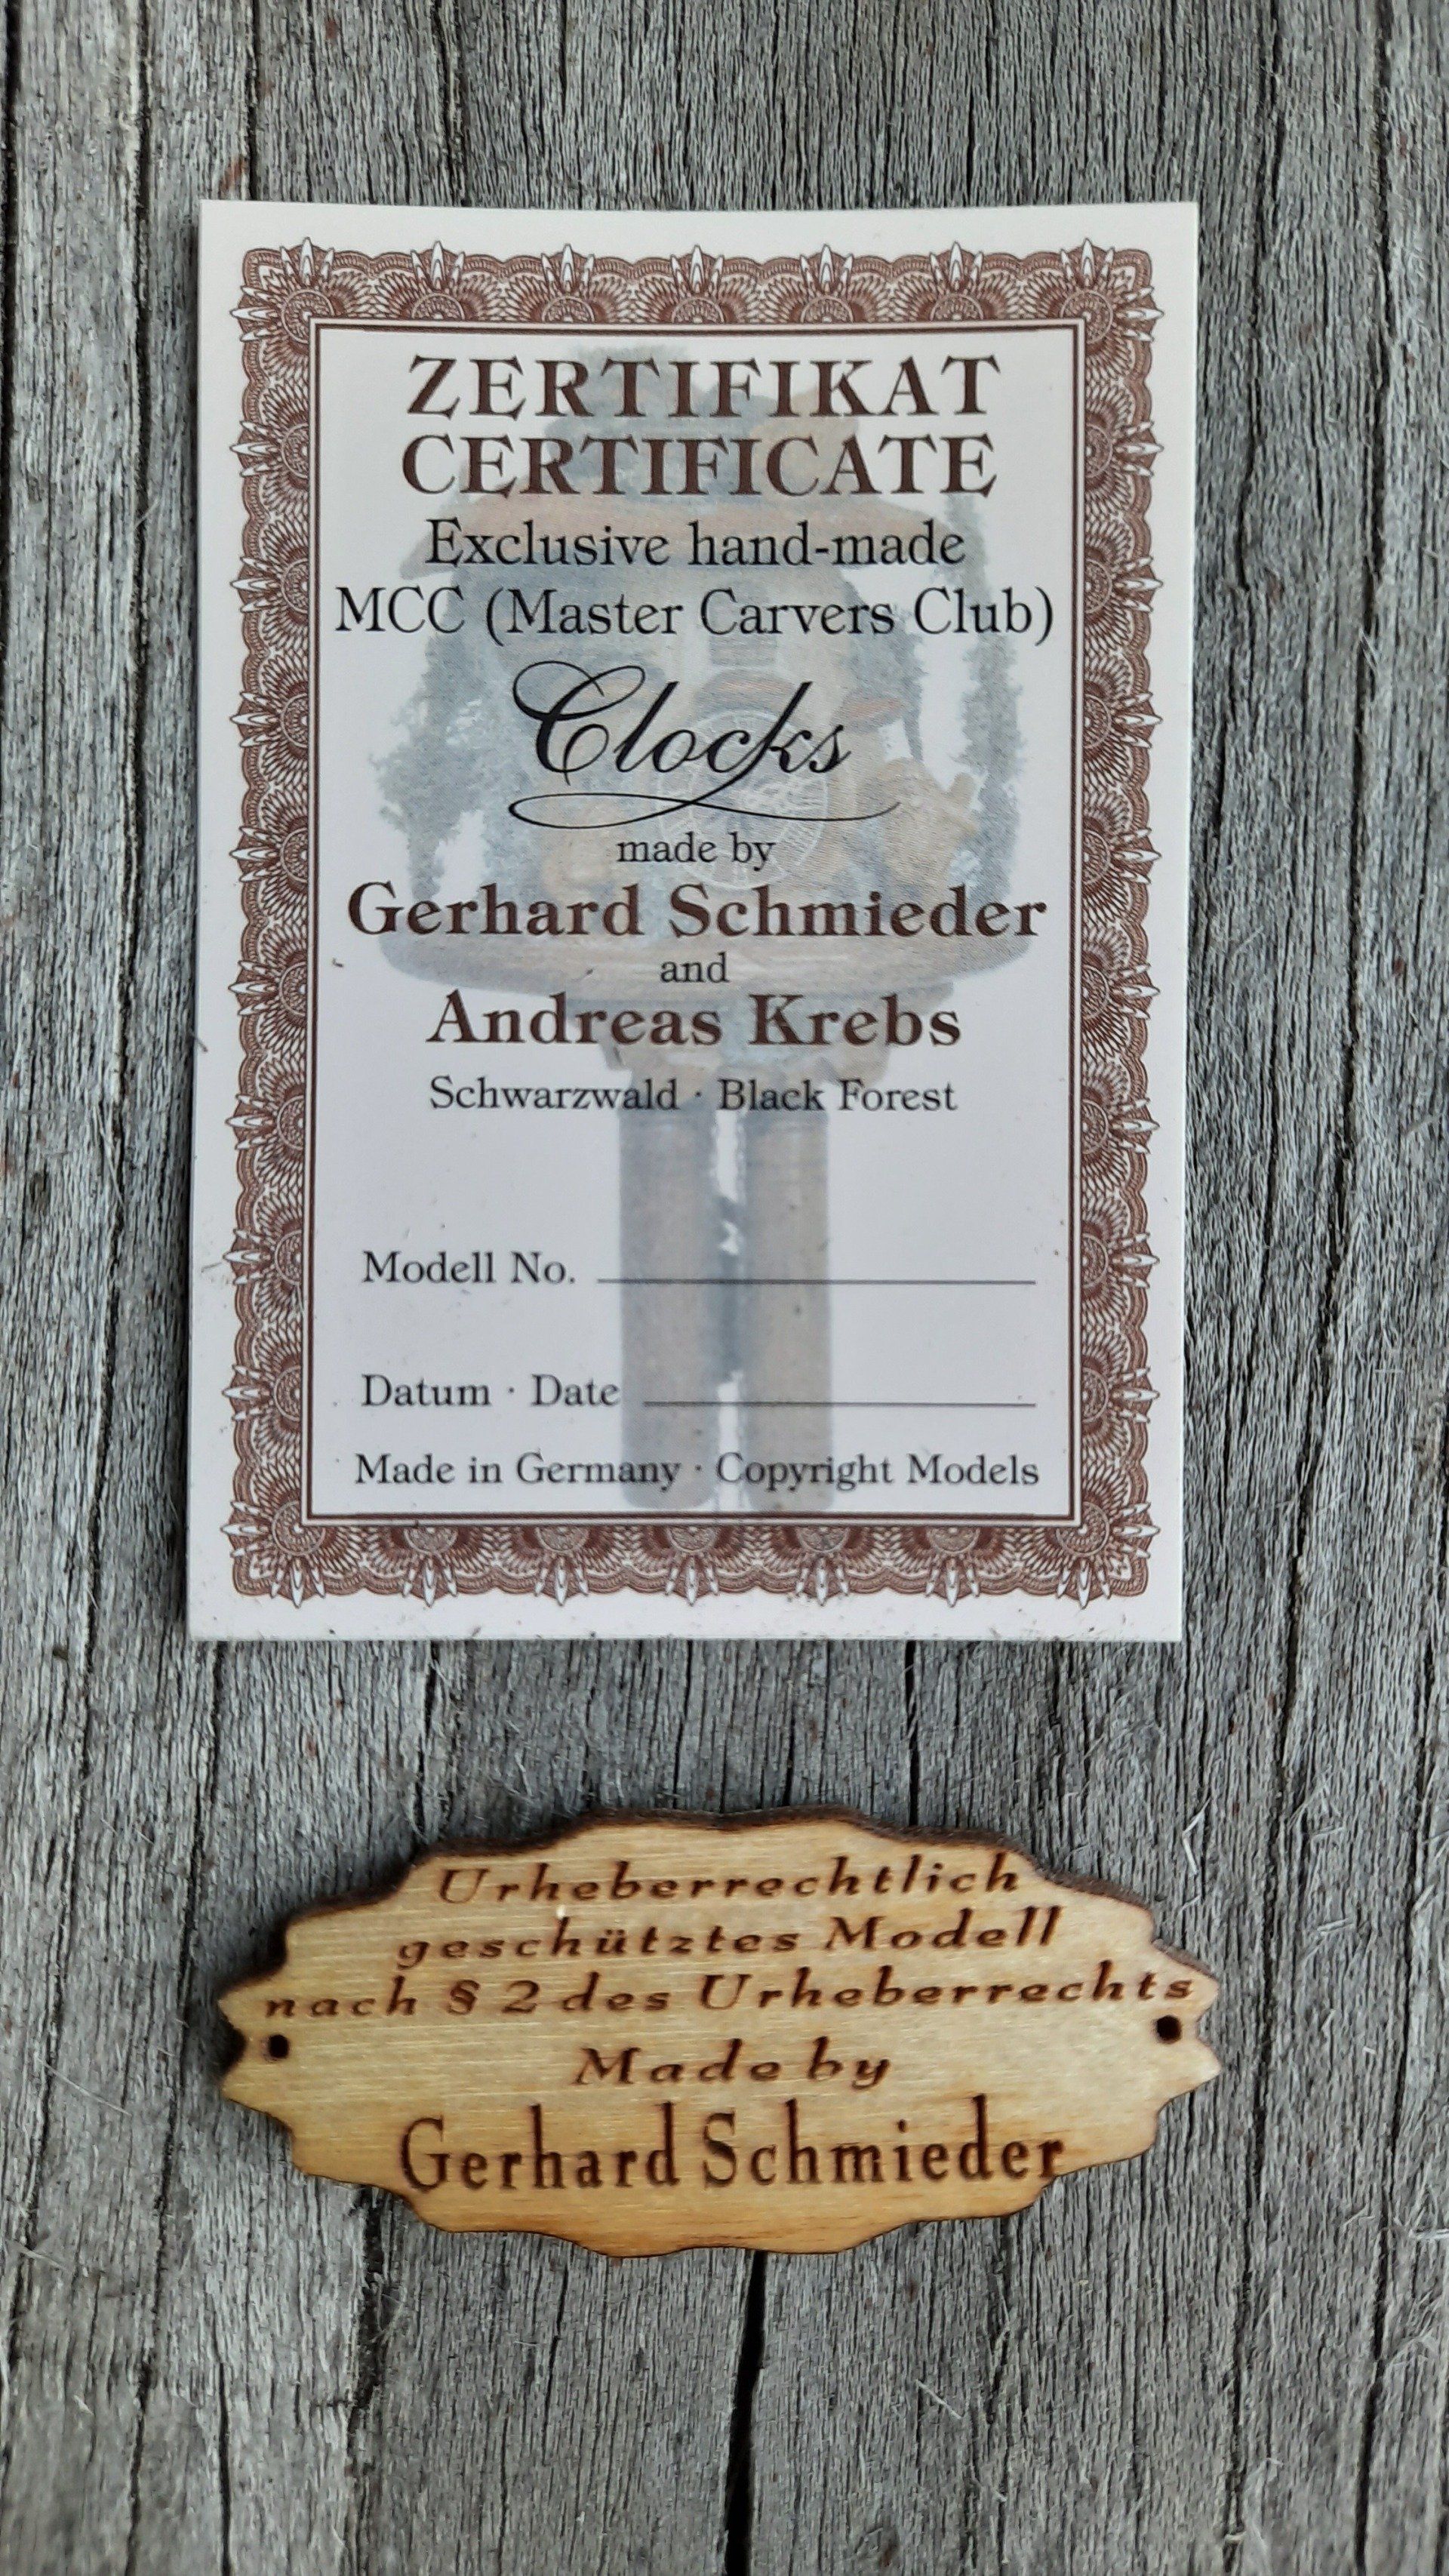 ZERTIFIKAT
CERTIFICATE
Exclusive hand-made
MCC (Master Carvers Club)
Clocks
made by
Gerhard Schmieder
and
Andreas Krebs
Schwarzwald · Black Forest
Modell No.
Datum · Date
Made in Germany · Copyright Models
Urheberrechtlich
geschütztes Modell
nach § 2 des Urheberrechts
Made by
Gerhard Schmieder